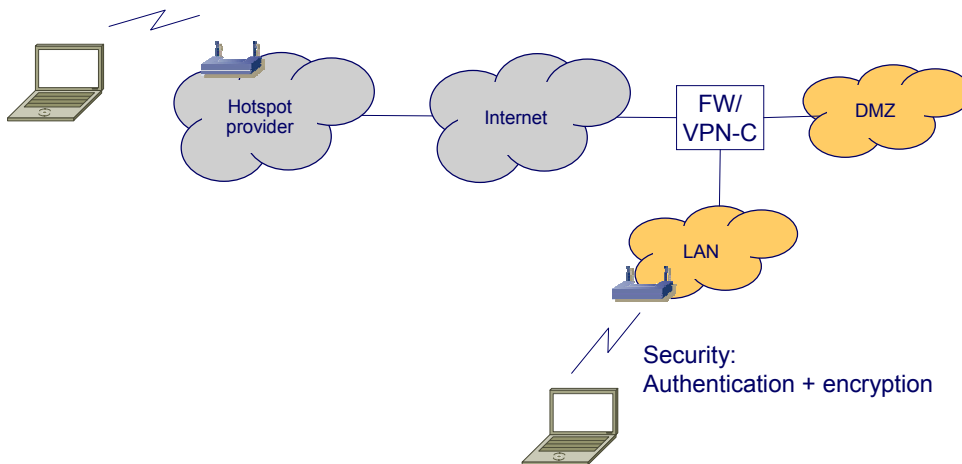 Hotspot
provider
Internet
FW/
VPN-C
DMZ
LAN
Security:
Authentication + encryption